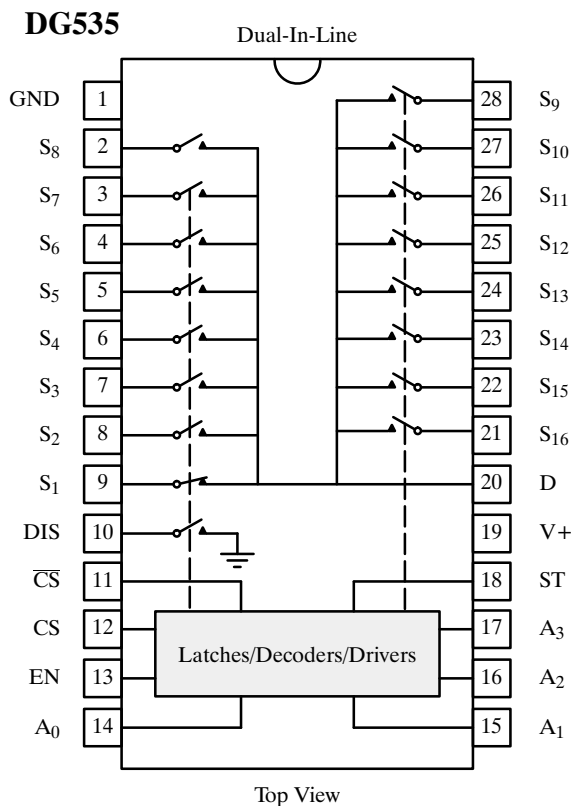 DG535
Dual-In-Line
GND 1 28 S9
S8 2 27 S10
S7 3 26 S11
S6 4 25 S12
S5 5 24 S13
S4 6 23 S14
S3 7 22 S15
S2 8 21 S16
S1 9 20 D
DIS 10 19 V+
C̅S̅ 11 18 ST
CS 12 17 A3
Latches/Decoders/Drivers
EN 13 16 A2
A0 14 15 A1
Top View